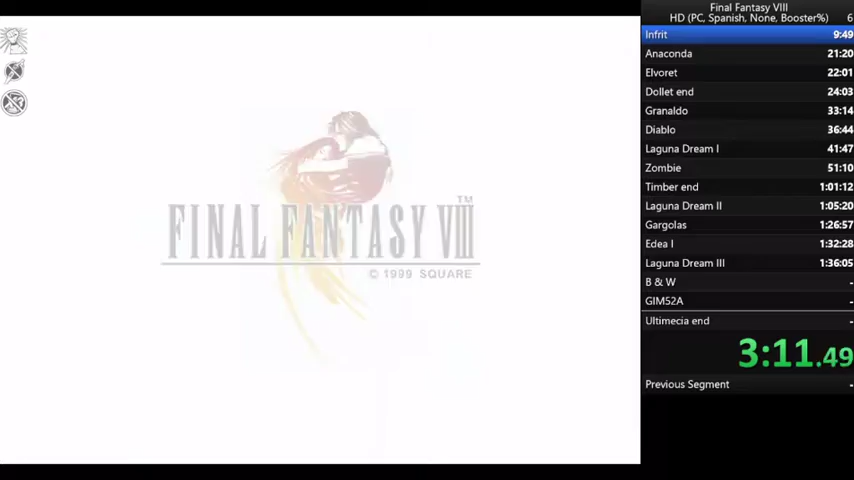 FINAL FANTASY VIII
TM
© 1999 SQUARE
Final Fantasy VIII
HD (PC, Spanish, None, Booster%) 6
Infrit 9:49
Anaconda 21:20
Elvoret 22:01
Dollet end 24:03
Granaldo 33:14
Diablo 36:44
Laguna Dream I 41:47
Zombie 51:10
Timber end 1:01:12
Laguna Dream II 1:05:20
Gargolas 1:26:57
Edea I 1:32:28
Laguna Dream III 1:36:05
B & W -
GIM52A -
Ultimecia end -
3:11.49
Previous Segment -